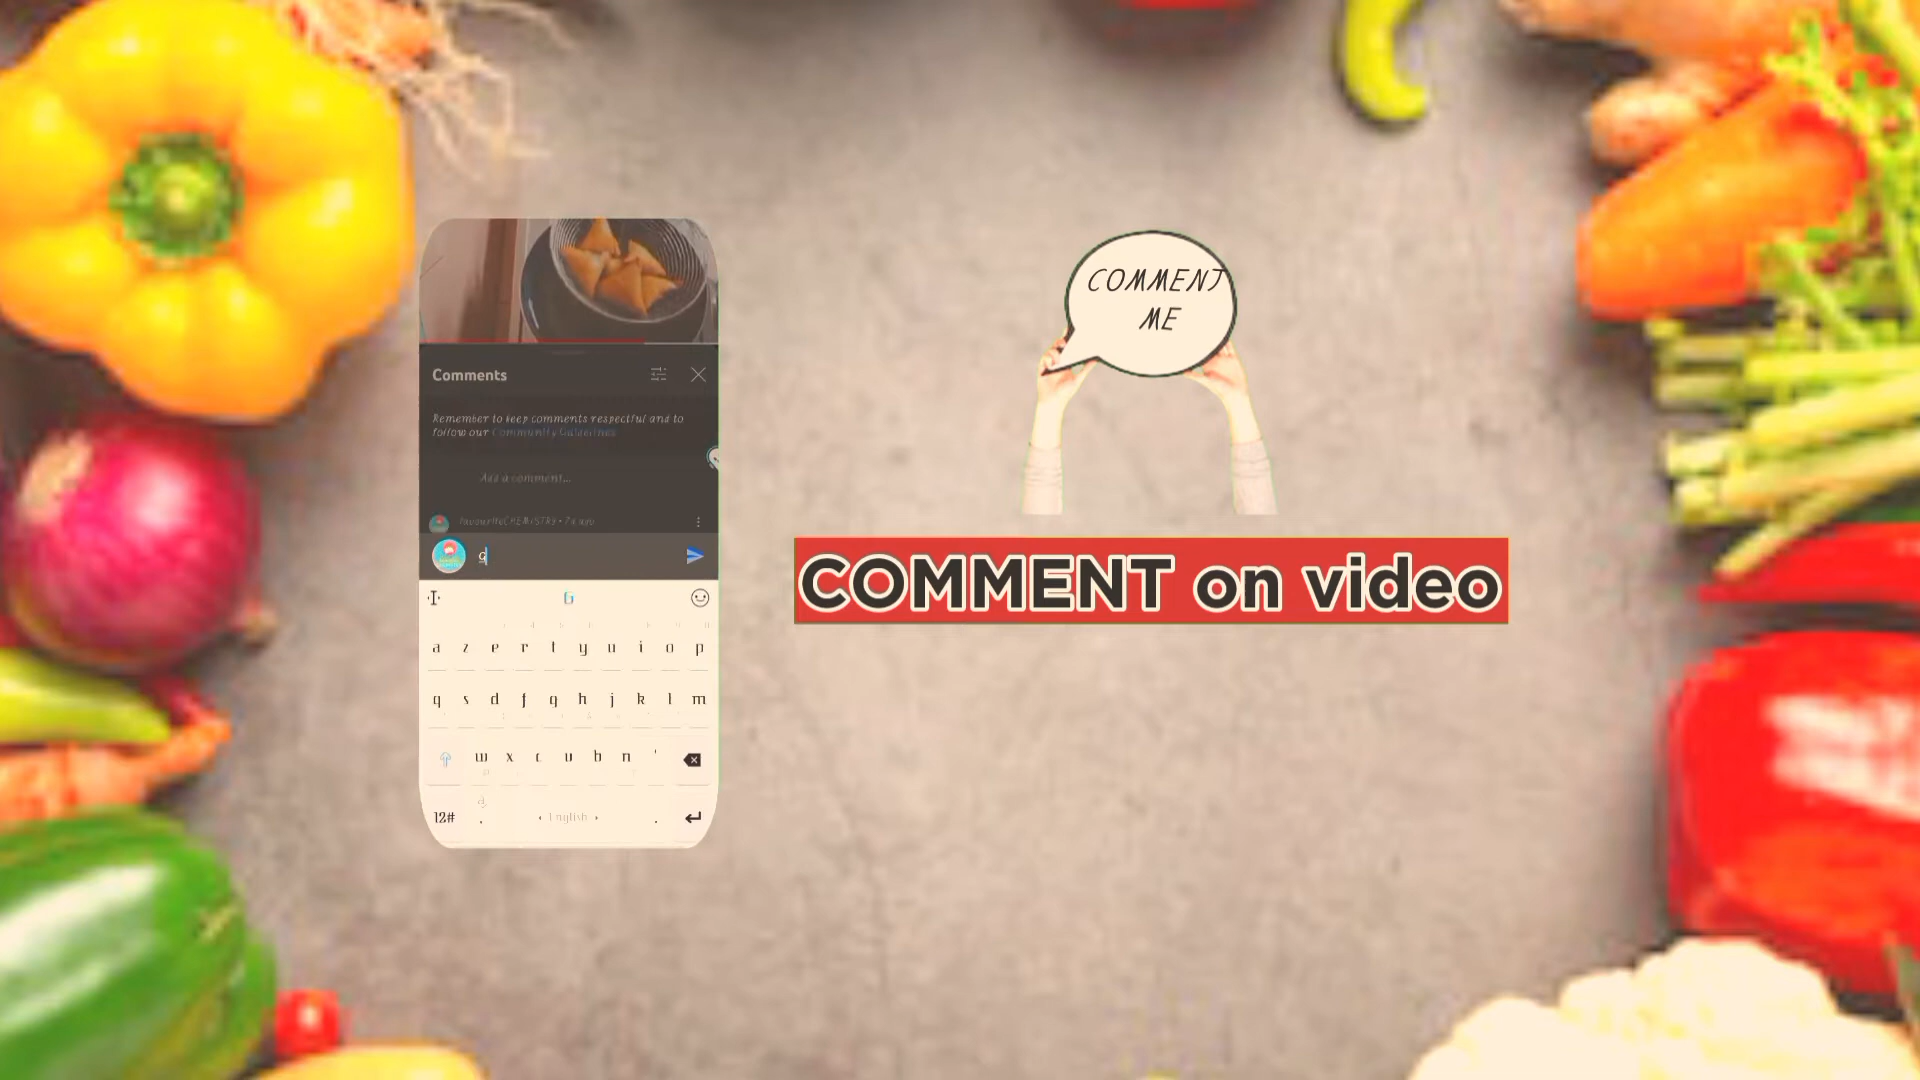 Comments
Remember to keep comments respectful and to
follow our Community Guidelines
Add a comment...
g
G
a z e r t y u i o p
q s d f g h j k l m
w x c v b n '
12# , English .
COMMENT
ME
COMMENT on video